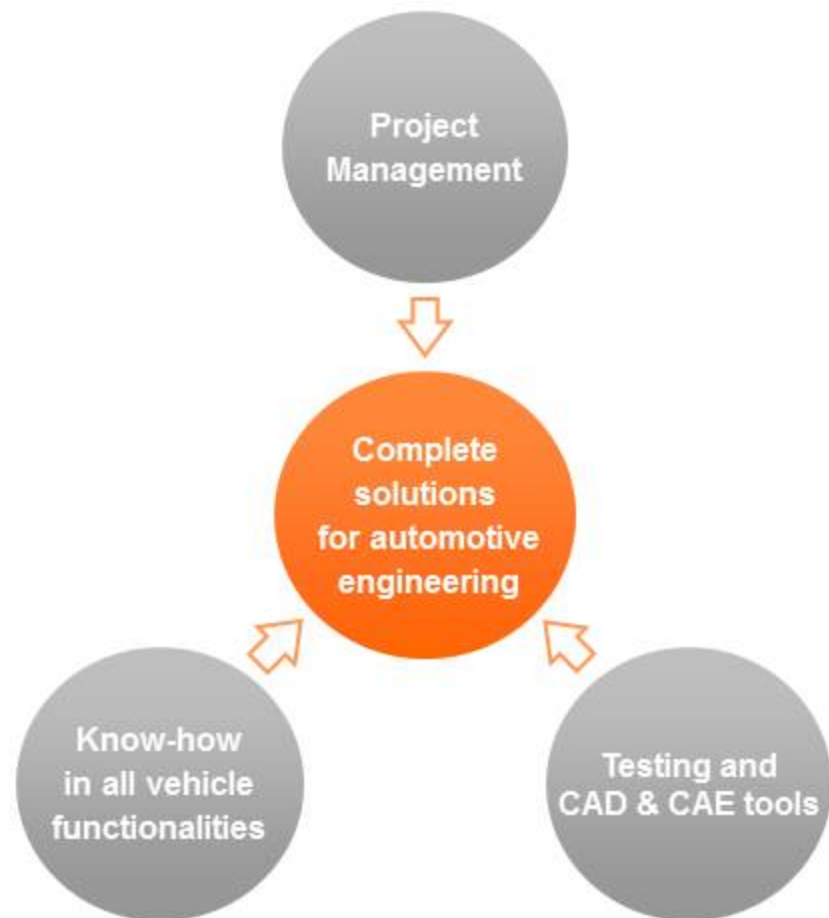 Project
Management
Complete
solutions
for automotive
engineering
Know-how
in all vehicle
functionalities
Testing and
CAD & CAE tools